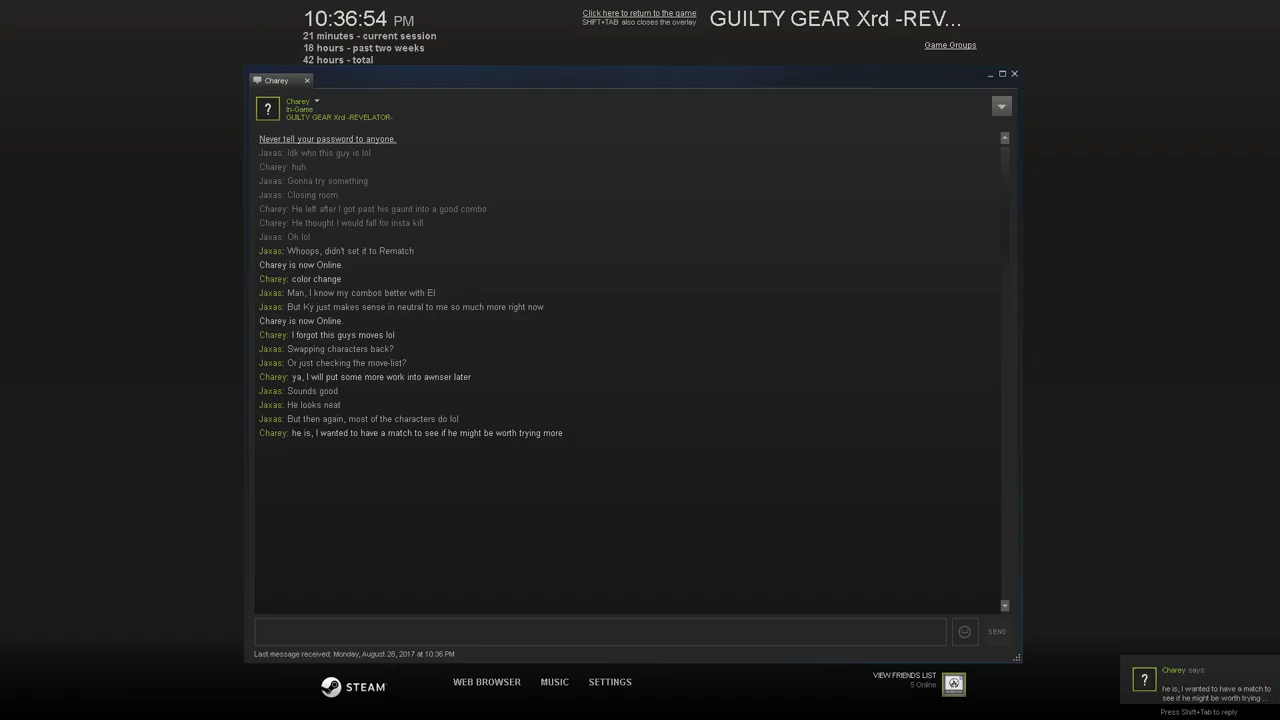 10:36:54 PM
21 minutes - current session
18 hours - past two weeks
42 hours - total
Click here to return to the game
SHIFT+TAB also closes the overlay
GUILTY GEAR Xrd -REV...
Game Groups
Charey
?
Charey
In-Game
GUILTY GEAR Xrd -REVELATOR-
Never tell your password to anyone.
Jaxas: Idk who this guy is lol
Charey: huh
Jaxas: Gonna try something
Jaxas: Closing room
Charey: He left after I got past his gaurd into a good combo
Charey: He thought I would fall for insta kill
Jaxas: Oh lol
Jaxas: Whoops, didn't set it to Rematch
Charey is now Online.
Charey: color change
Jaxas: Man, I know my combos better with El
Jaxas: But Ky just makes sense in neutral to me so much more right now
Charey is now Online.
Charey: I forgot this guys moves lol
Jaxas: Swapping characters back?
Jaxas: Or just checking the move-list?
Charey: ya, I will put some more work into awnser later
Jaxas: Sounds good
Jaxas: He looks neat
Jaxas: But then again, most of the characters do lol
Charey: he is, I wanted to have a match to see if he might be worth trying more
SEND
Last message received: Monday, August 28, 2017 at 10:36 PM
STEAM
WEB BROWSER
MUSIC
SETTINGS
VIEW FRIENDS LIST
5 Online
?
Charey says:
he is, I wanted to have a match to
see if he might be worth trying ...
Press Shift+Tab to reply